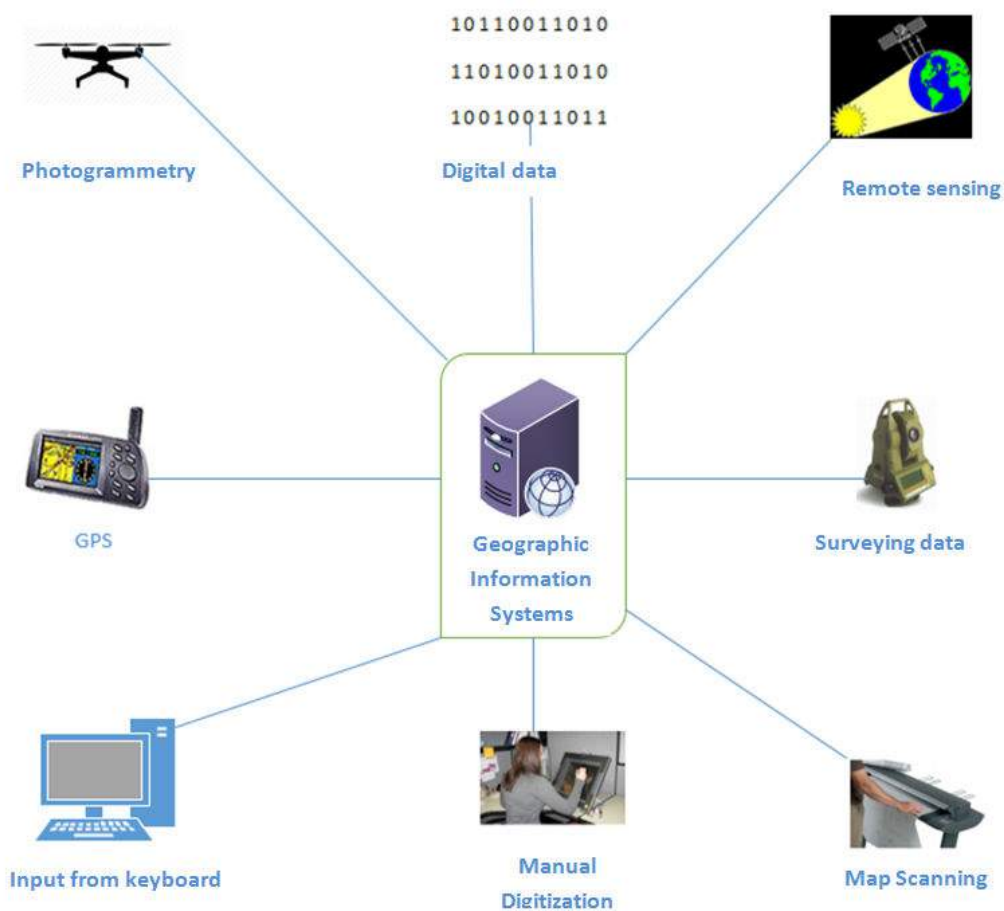 10110011010
11010011010
10010011011
Photogrammetry
Digital data
Remote sensing
GPS
Geographic
Information
Systems
Surveying data
Input from keyboard
Manual
Digitization
Map Scanning